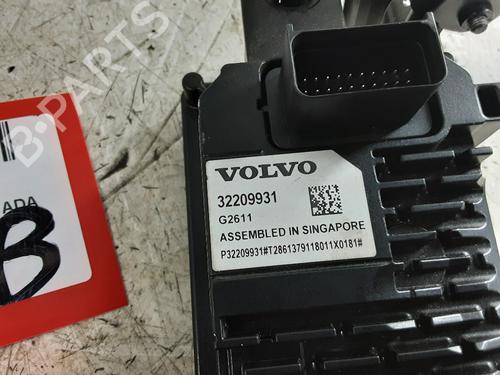 B-PARTS
ADA
B
VOLVO
32209931
G2611
ASSEMBLED IN SINGAPORE
P32209931#T2861379118011X0181#